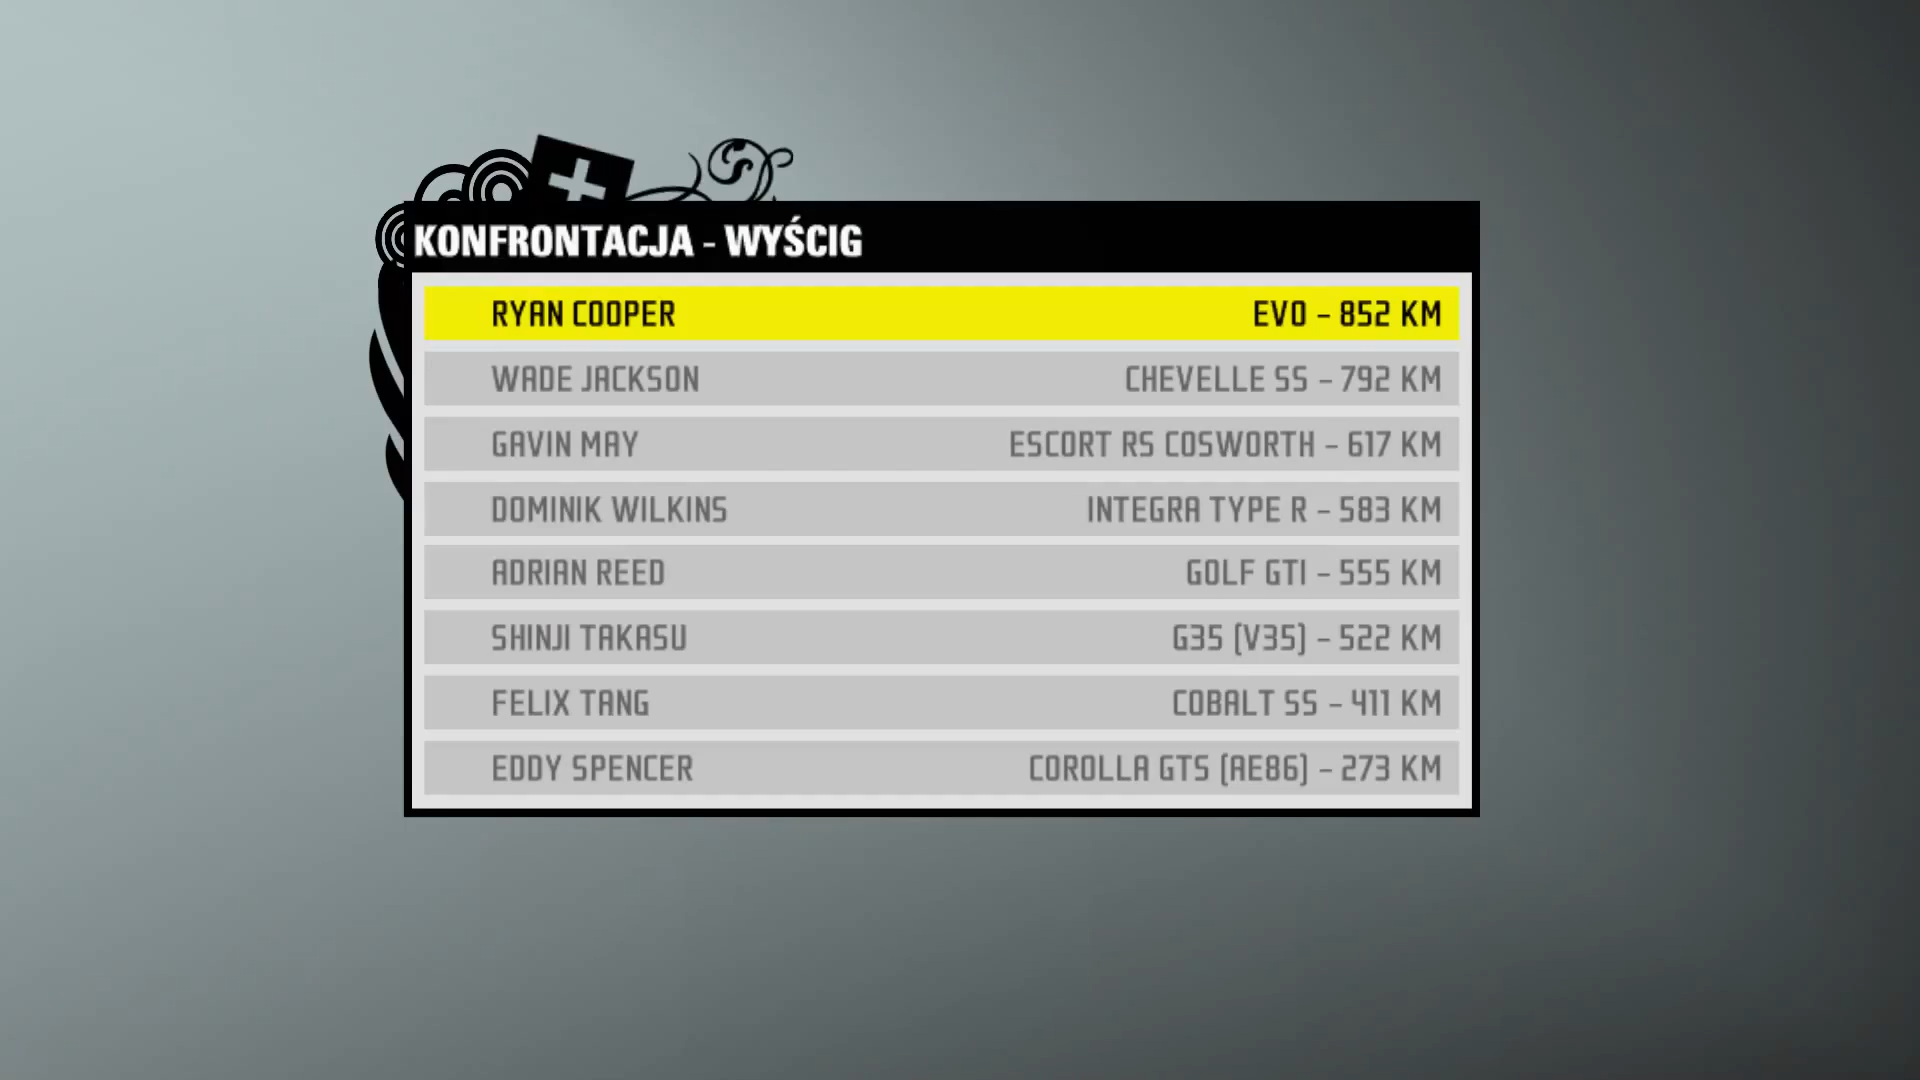 KONFRONTACJA - WYŚCIG
RYAN COOPER EVO - 852 KM
WADE JACKSON CHEVELLE SS - 792 KM
GAVIN MAY ESCORT RS COSWORTH - 617 KM
DOMINIK WILKINS INTEGRA TYPE R - 583 KM
ADRIAN REED GOLF GTI - 555 KM
SHINJI TAKASU G35 (V35) - 522 KM
FELIX TANG COBALT SS - 411 KM
EDDY SPENCER COROLLA GTS (AE86) - 273 KM